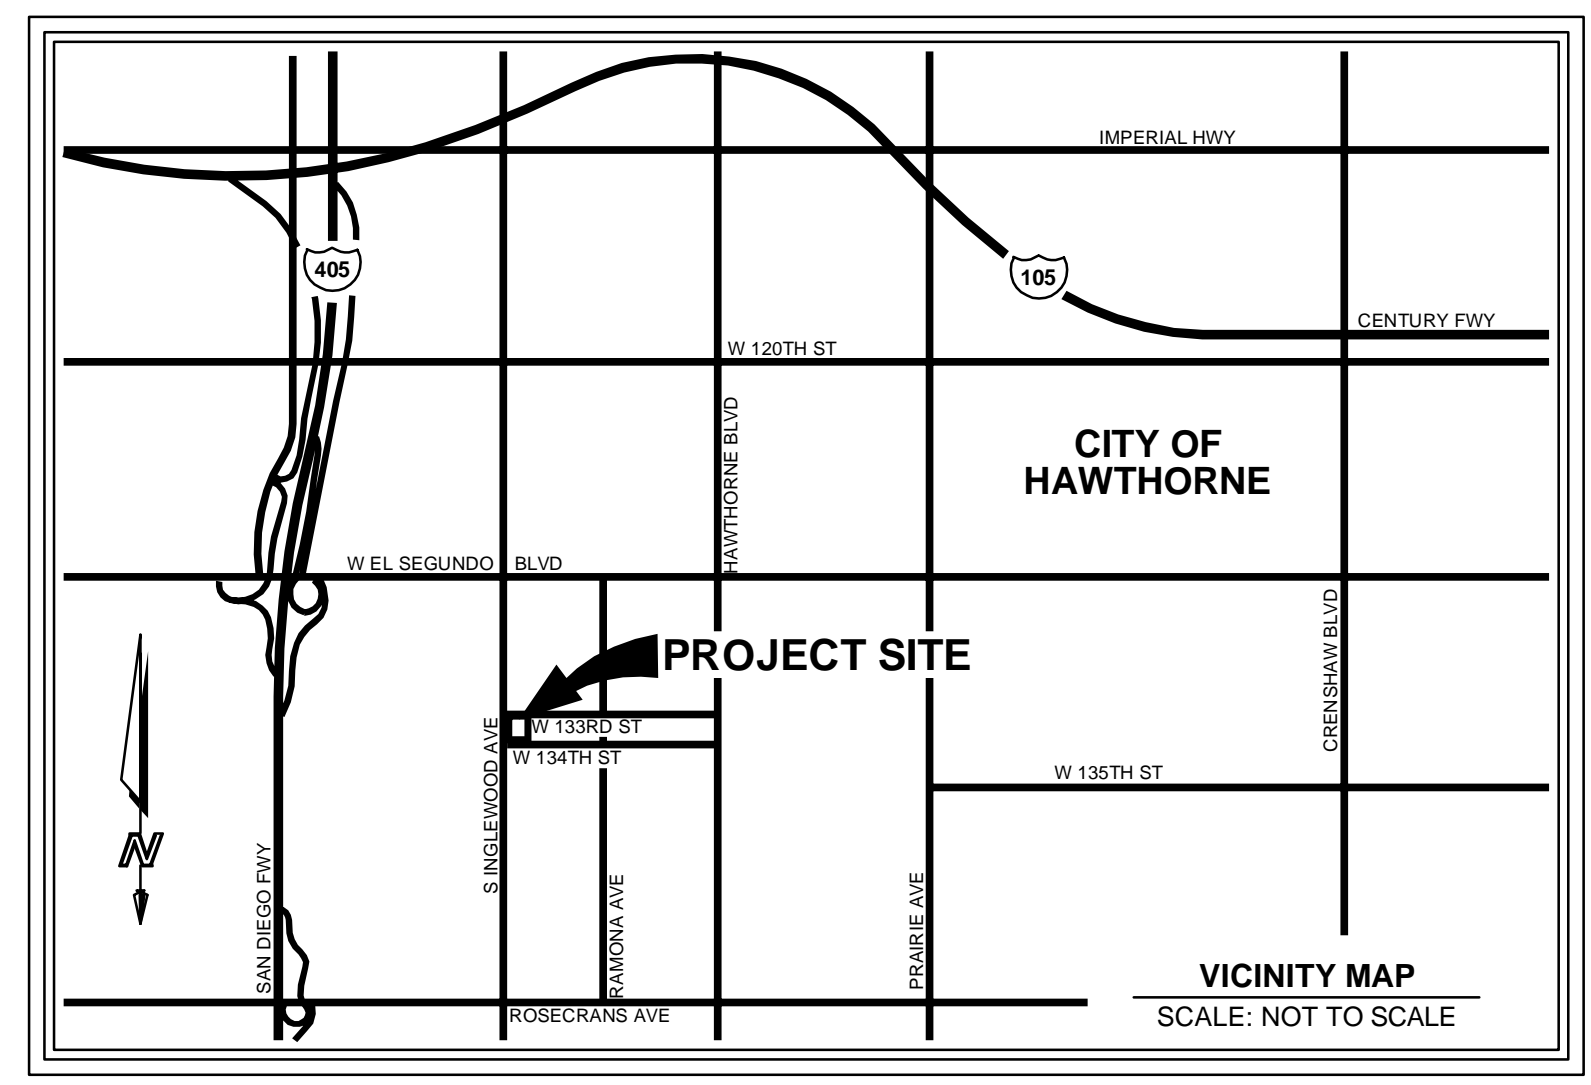 IMPERIAL HWY
405
105
CENTURY FWY
W 120TH ST
HAWTHORNE BLVD
CITY OF
HAWTHORNE
W EL SEGUNDO BLVD
CRENSHAW BLVD
PROJECT SITE
S INGLEWOOD AVE
W 133RD ST
W 134TH ST
W 135TH ST
N
SAN DIEGO FWY
RAMONA AVE
PRAIRIE AVE
ROSECRANS AVE
VICINITY MAP
SCALE: NOT TO SCALE